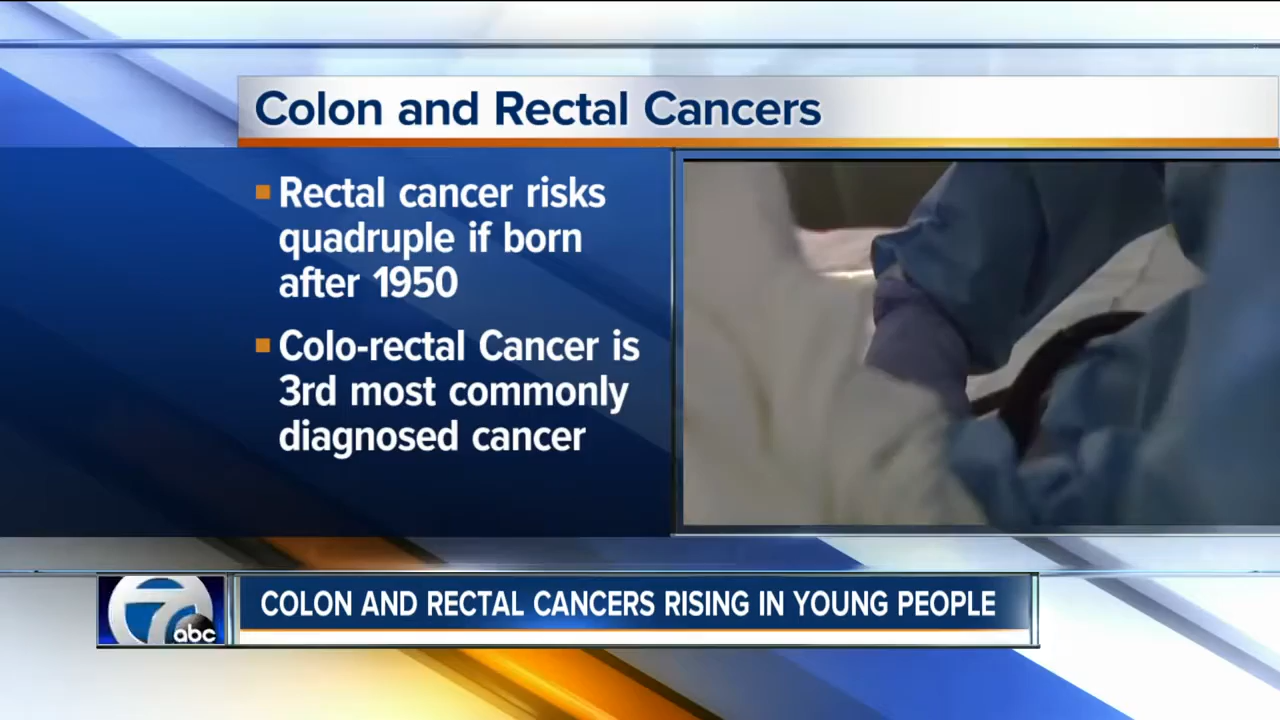 Colon and Rectal Cancers
Rectal cancer risks
quadruple if born
after 1950
Colo-rectal Cancer is
3rd most commonly
diagnosed cancer
7
abc
COLON AND RECTAL CANCERS RISING IN YOUNG PEOPLE